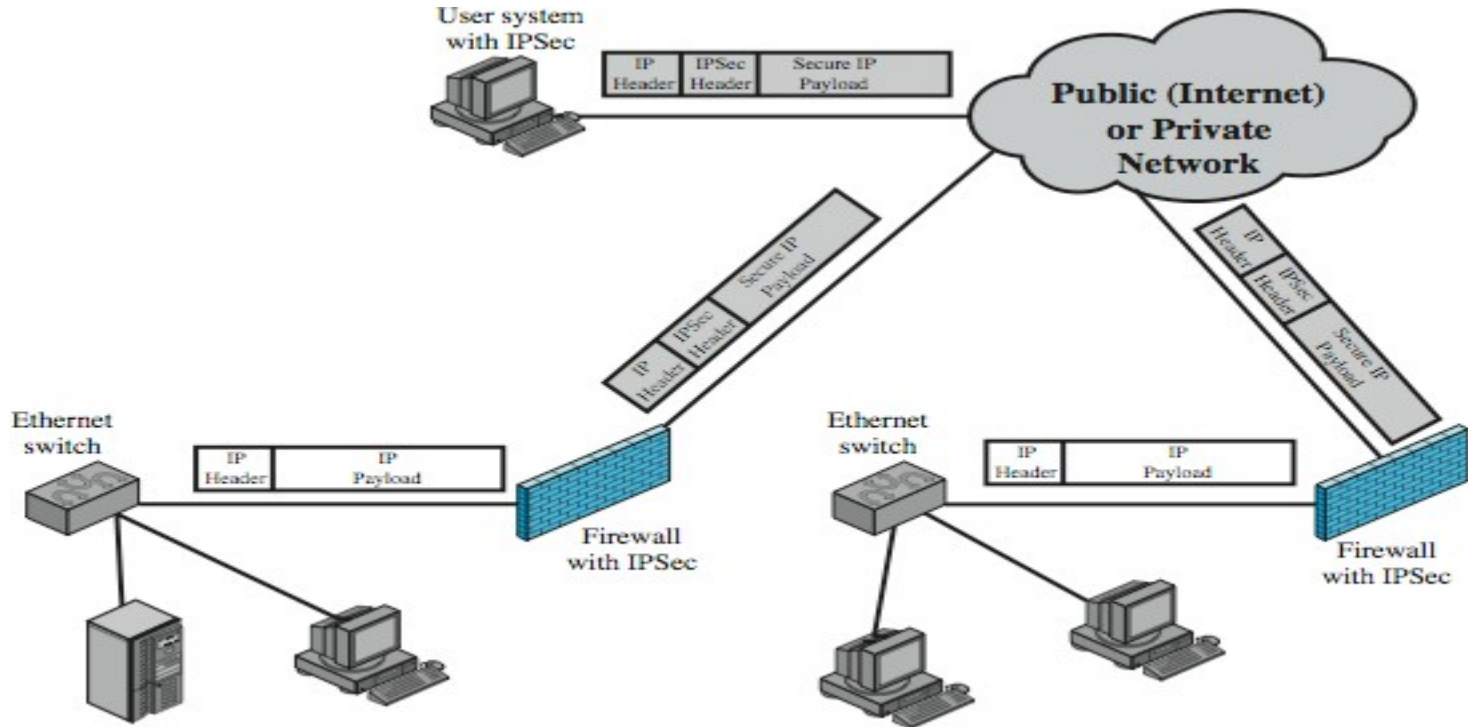 User system
with IPSec
IP
Header
IPSec
Header
Secure IP
Payload
Public (Internet)
or Private
Network
IP
Header
IPSec
Header
Secure IP
Payload
IP
Header
IPSec
Header
Secure IP
Payload
Ethernet
switch
IP
Header
IP
Payload
Firewall
with IPSec
Ethernet
switch
IP
Header
IP
Payload
Firewall
with IPSec